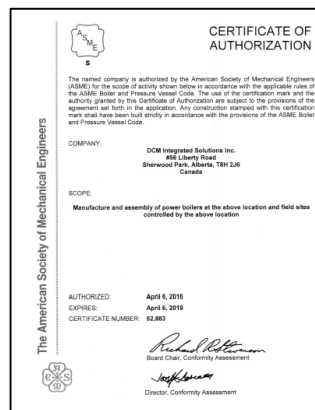 CERTIFICATE OF
AUTHORIZATION
ASME
S
The named company is authorized by the American Society of Mechanical Engineers
(ASME) for the scope of activity shown below in accordance with the applicable rules of
the ASME Boiler and Pressure Vessel Code. The use of the certification mark and the
authority granted by this Certificate of Authorization are subject to the provisions of the
agreement set forth in the application. Any construction stamped with this certification
mark shall have been built strictly in accordance with the provisions of the ASME Boiler
and Pressure Vessel Code.
COMPANY:
DCM Integrated Solutions Inc.
#56 Liberty Road
Sherwood Park, Alberta, T8H 2J6
Canada
SCOPE:
Manufacture and assembly of power boilers at the above location and field sites
controlled by the above location
AUTHORIZED: April 6, 2016
EXPIRES: April 6, 2019
CERTIFICATE NUMBER: 52,883
Board Chair, Conformity Assessment
Director, Conformity Assessment
The American Society of Mechanical Engineers